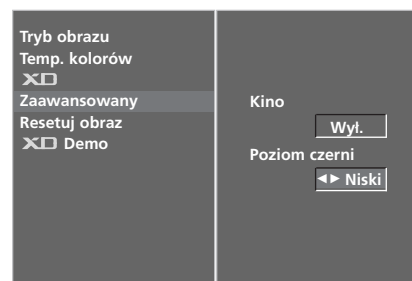 Tryb obrazu
Temp. kolorów
XD
Zaawansowany
Resetuj obraz
XD Demo
Kino
Wył.
Poziom czerni
◄► Niski